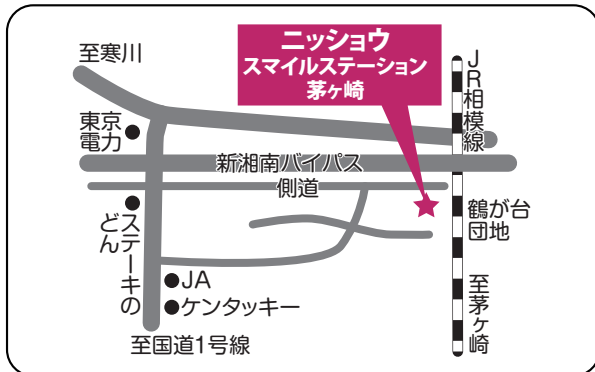 至寒川
ニッショウ
スマイルステーション
茅ヶ崎
JR相模線
東京
電力
新湘南バイパス
側道
ステーキの
どん
鶴が台
団地
JA
ケンタッキー
至茅ヶ崎
至国道1号線